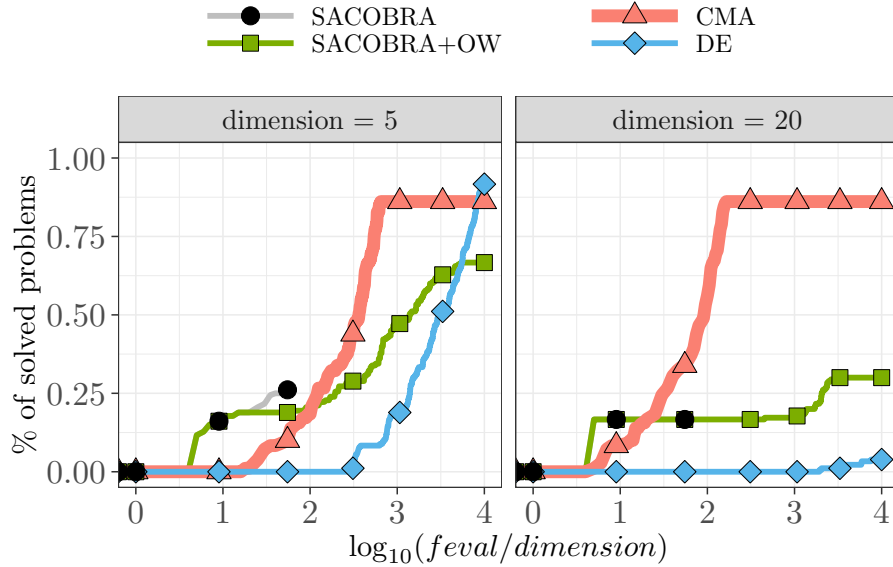 SACOBRA CMA
SACOBRA+OW DE
dimension = 5 dimension = 20
% of solved problems
1.00
0.75
0.50
0.25
0.00
0 1 2 3 4 0 1 2 3 4
log10(feval/dimension)